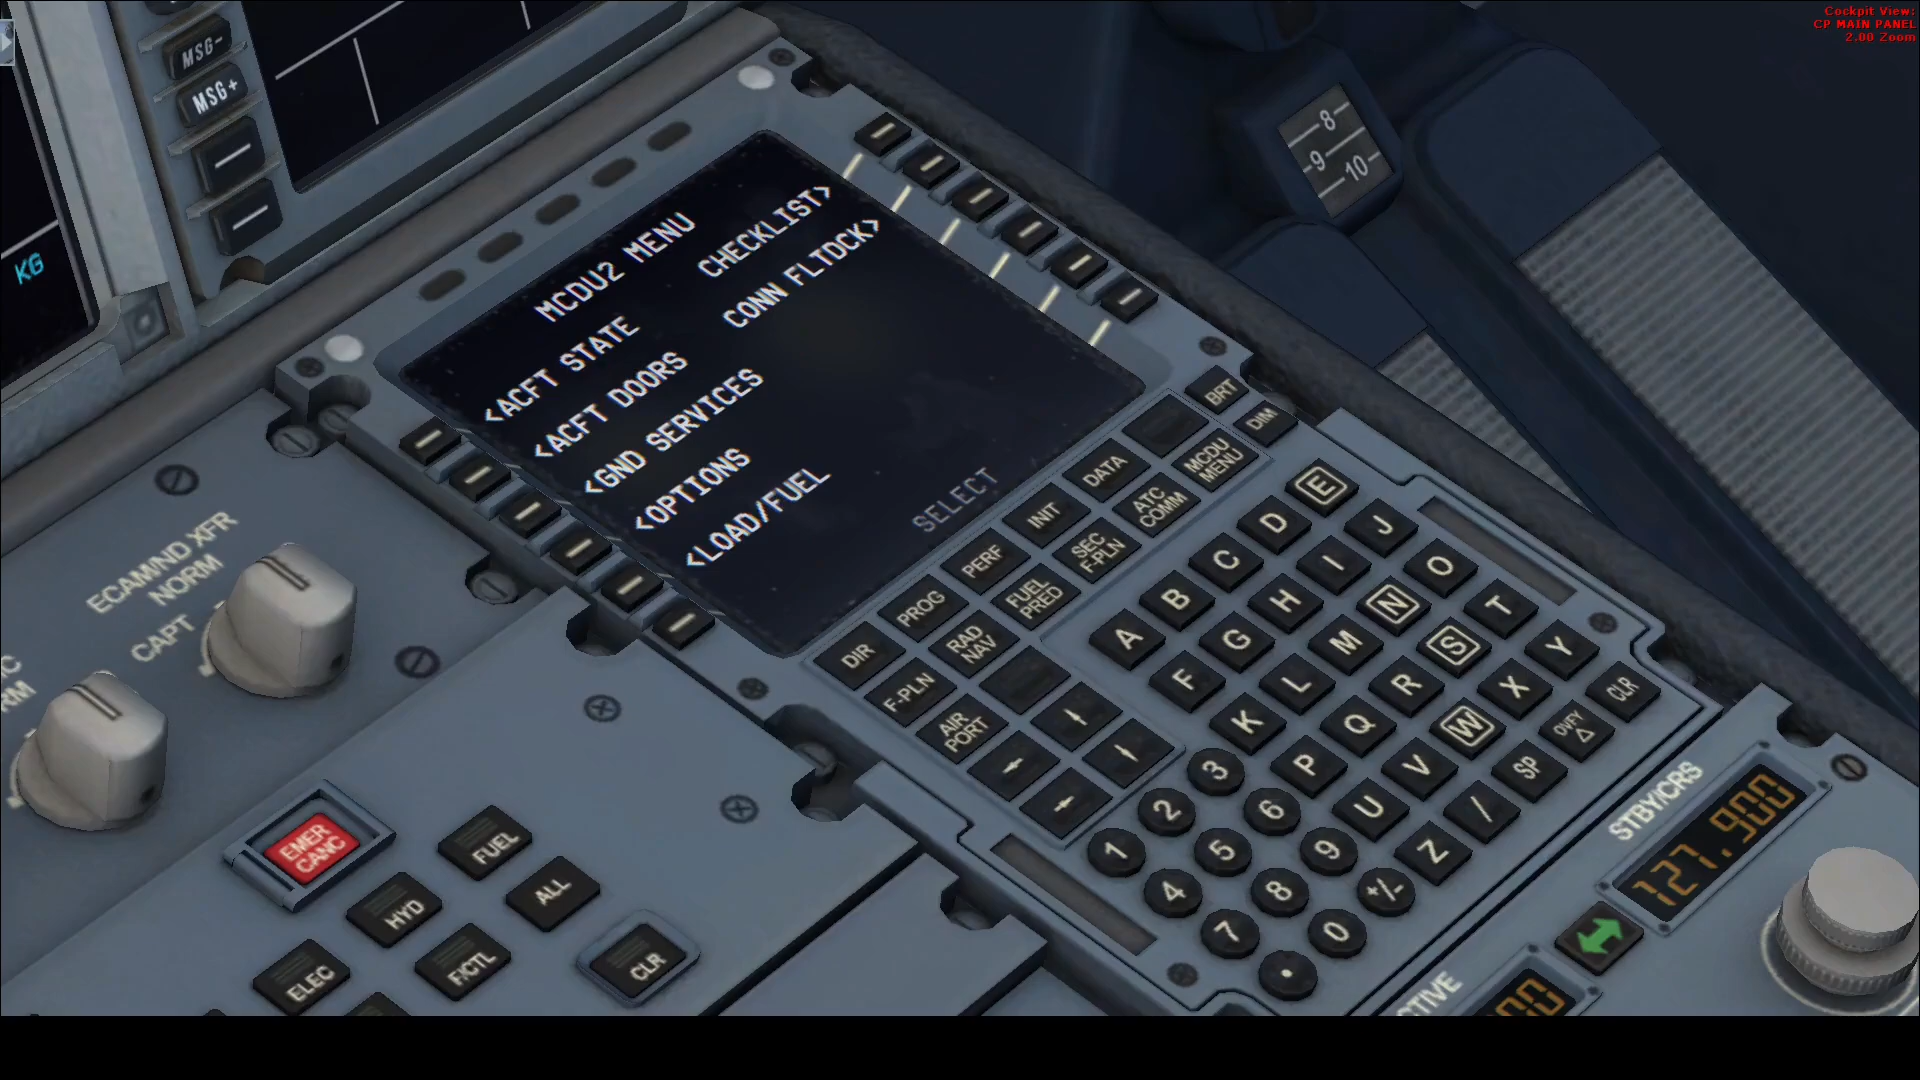 Cockpit View:
CP MAIN PANEL
2.00 Zoom
MSG-
MSG+
KG
8
9
10
MCDU2 MENU
CHECKLIST>
<ACFT STATE
CONN FLTDCK>
<ACFT DOORS
<GND SERVICES
<OPTIONS
<LOAD/FUEL
SELECT
BRT
DIM
DIR
PROG
PERF
INIT
DATA
F-PLN
RAD
NAV
FUEL
PRED
SEC
F-PLN
ATC
COMM
MCDU
MENU
AIR
PORT
A
B
C
D
E
F
G
H
I
J
K
L
M
N
O
P
Q
R
S
T
U
V
W
X
Y
Z
/
SP
OVFY
Δ
CLR
1
2
3
4
5
6
7
8
9
.
0
+/-
ECAM/ND XFR
NORM
CAPT
RM
EMER
CANC
FUEL
HYD
ALL
ELEC
F/CTL
CLR
STBY/CRS
127.900
CTIVE
00